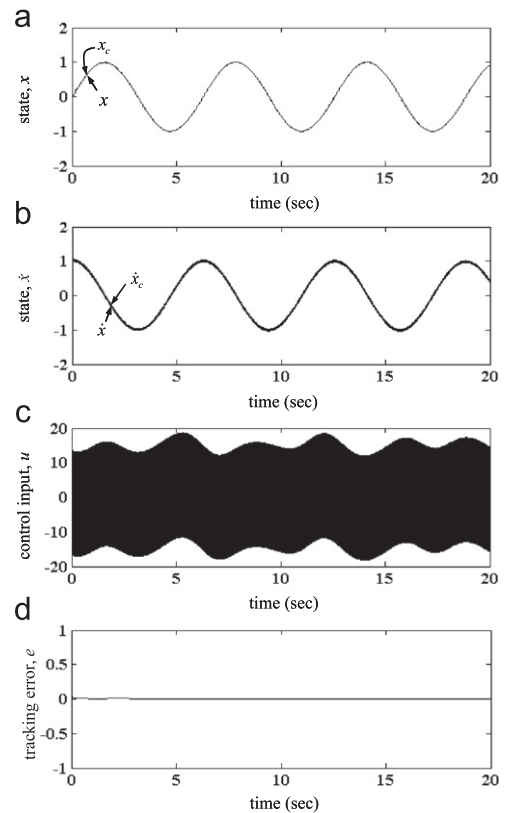 a
2
x_c
1
0
x
-1
-2
state, x
0 5 10 15 20
time (sec)
b
2
1
ẋ_c
0
ẋ
-1
-2
state, ẋ
0 5 10 15 20
time (sec)
c
20
10
0
-10
-20
control input, u
0 5 10 15 20
time (sec)
d
1
0.5
0
-0.5
-1
tracking error, e
0 5 10 15 20
time (sec)